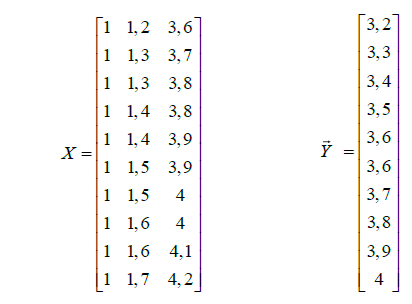 1 1,2 3,6 3,2
1 1,3 3,7 3,3
1 1,3 3,8 3,4
1 1,4 3,8 3,5
1 1,4 3,9 3,6
X = 1 1,5 3,9 Y⃗ = 3,6
1 1,5 4 3,7
1 1,6 4 3,8
1 1,6 4,1 3,9
1 1,7 4,2 4